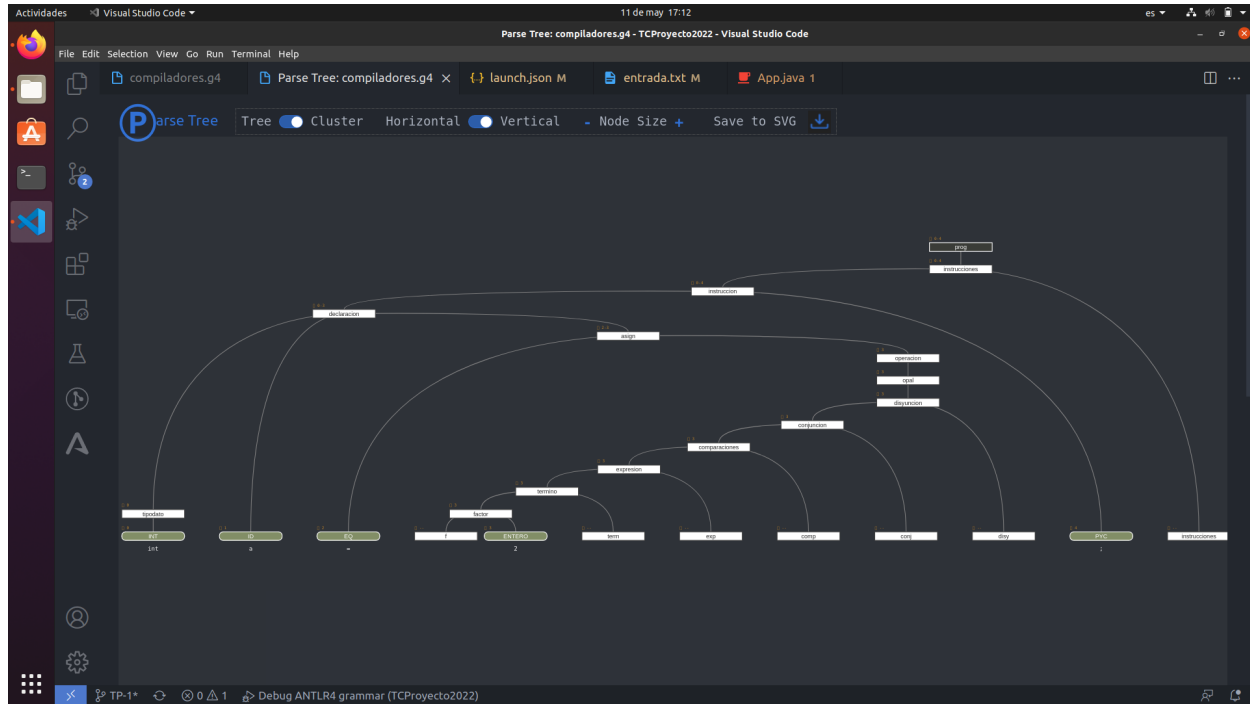 Actividades Visual Studio Code 11 de may 17:12 es
Parse Tree: compiladores.g4 - TCProyecto2022 - Visual Studio Code
File Edit Selection View Go Run Terminal Help
compiladores.g4 Parse Tree: compiladores.g4 launch.json M entrada.txt M App.java 1
Parse Tree Tree Cluster Horizontal Vertical - Node Size + Save to SVG
2
prog
instrucciones
instruccion
declaracion
asign
operacion
opal
disyuncion
conjuncion
comparaciones
expresion
termino
tipodato factor
INT ID EQ f ENTERO term exp comp conj disy PYC instrucciones
int a = 2 ;
TP-1* 0 1 Debug ANTLR4 grammar (TCProyecto2022)